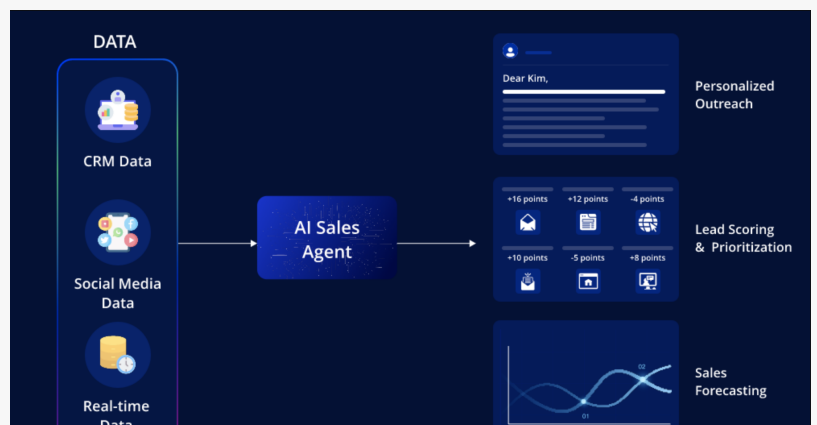 DATA
CRM Data
Social Media
Data
Real-time
Data
AI Sales
Agent
Dear Kim,
Personalized
Outreach
+16 points
+12 points
-4 points
+10 points
-5 points
+8 points
Lead Scoring
& Prioritization
02
01
Sales
Forecasting